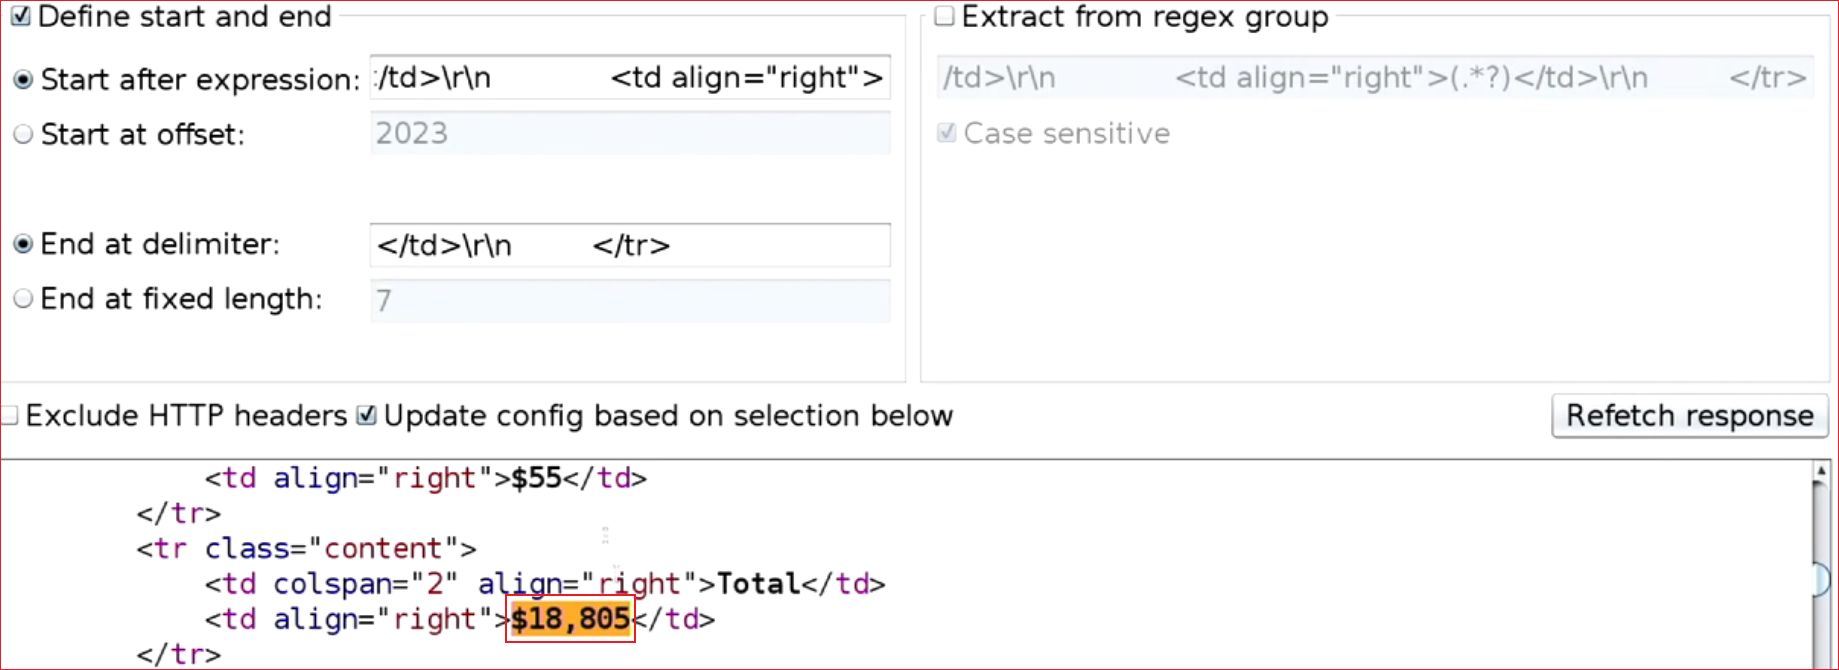 Define start and end
Start after expression: :/td>\r\n <td align="right">
Start at offset: 2023
End at delimiter: </td>\r\n </tr>
End at fixed length: 7
Extract from regex group
/td>\r\n <td align="right">(.*?)</td>\r\n </tr>
Case sensitive
Exclude HTTP headers Update config based on selection below
Refetch response
<td align="right">$55</td>
</tr>
<tr class="content">
<td colspan="2" align="right">Total</td>
<td align="right">$18,805</td>
</tr>